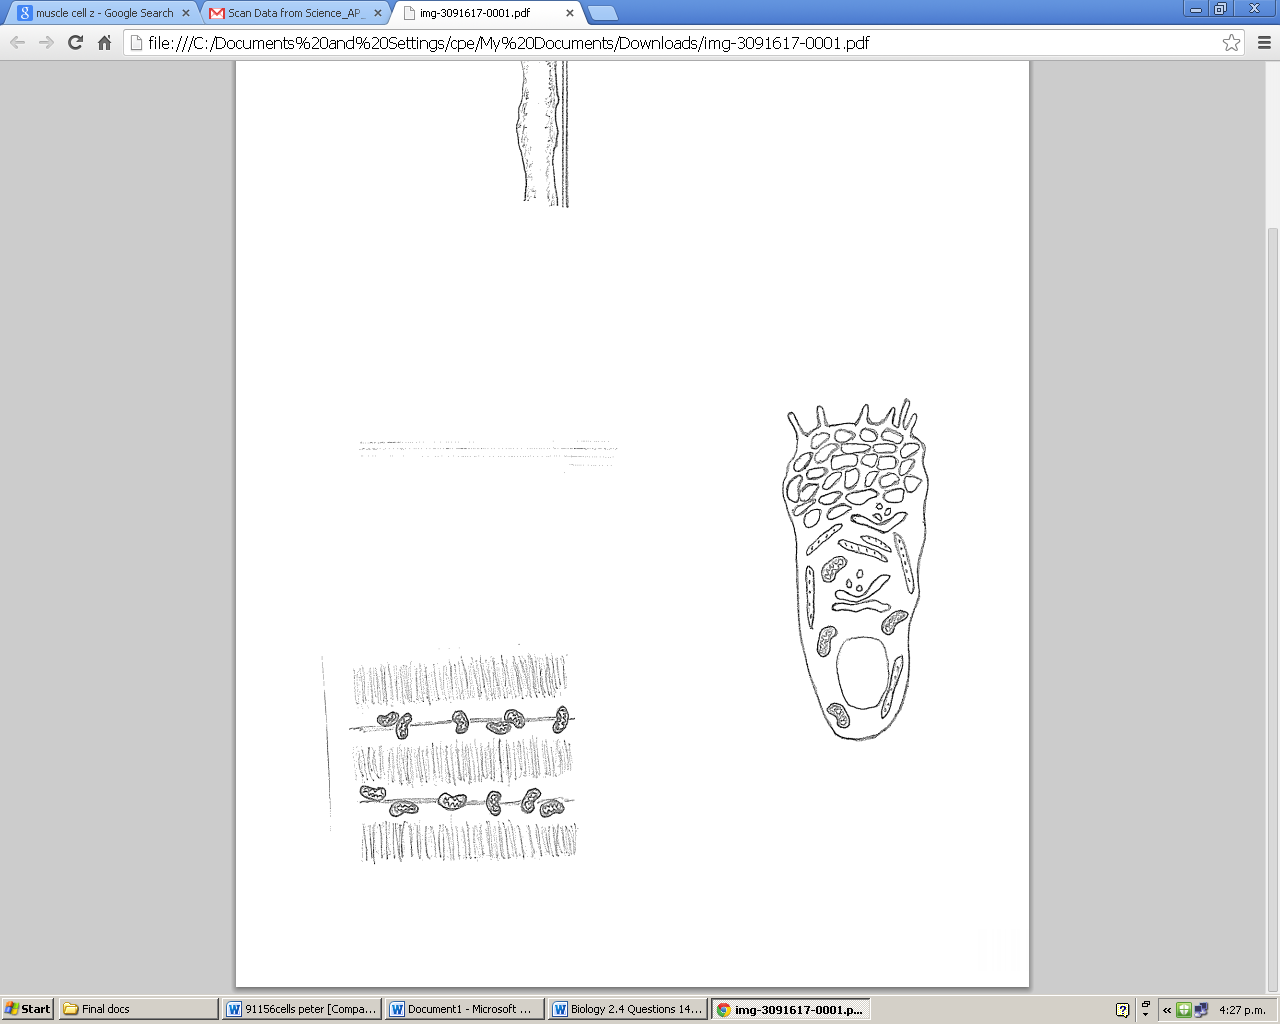 muscle cell z - Google Search
Scan Data from Science_AP_
img-3091617-0001.pdf
file:///C:/Documents%20and%20Settings/cpe/My%20Documents/Downloads/img-3091617-0001.pdf
Start
Final docs
91156cells peter [Compa...
Document1 - Microsoft ...
Biology 2.4 Questions 14...
img-3091617-0001.p...
4:27 p.m.